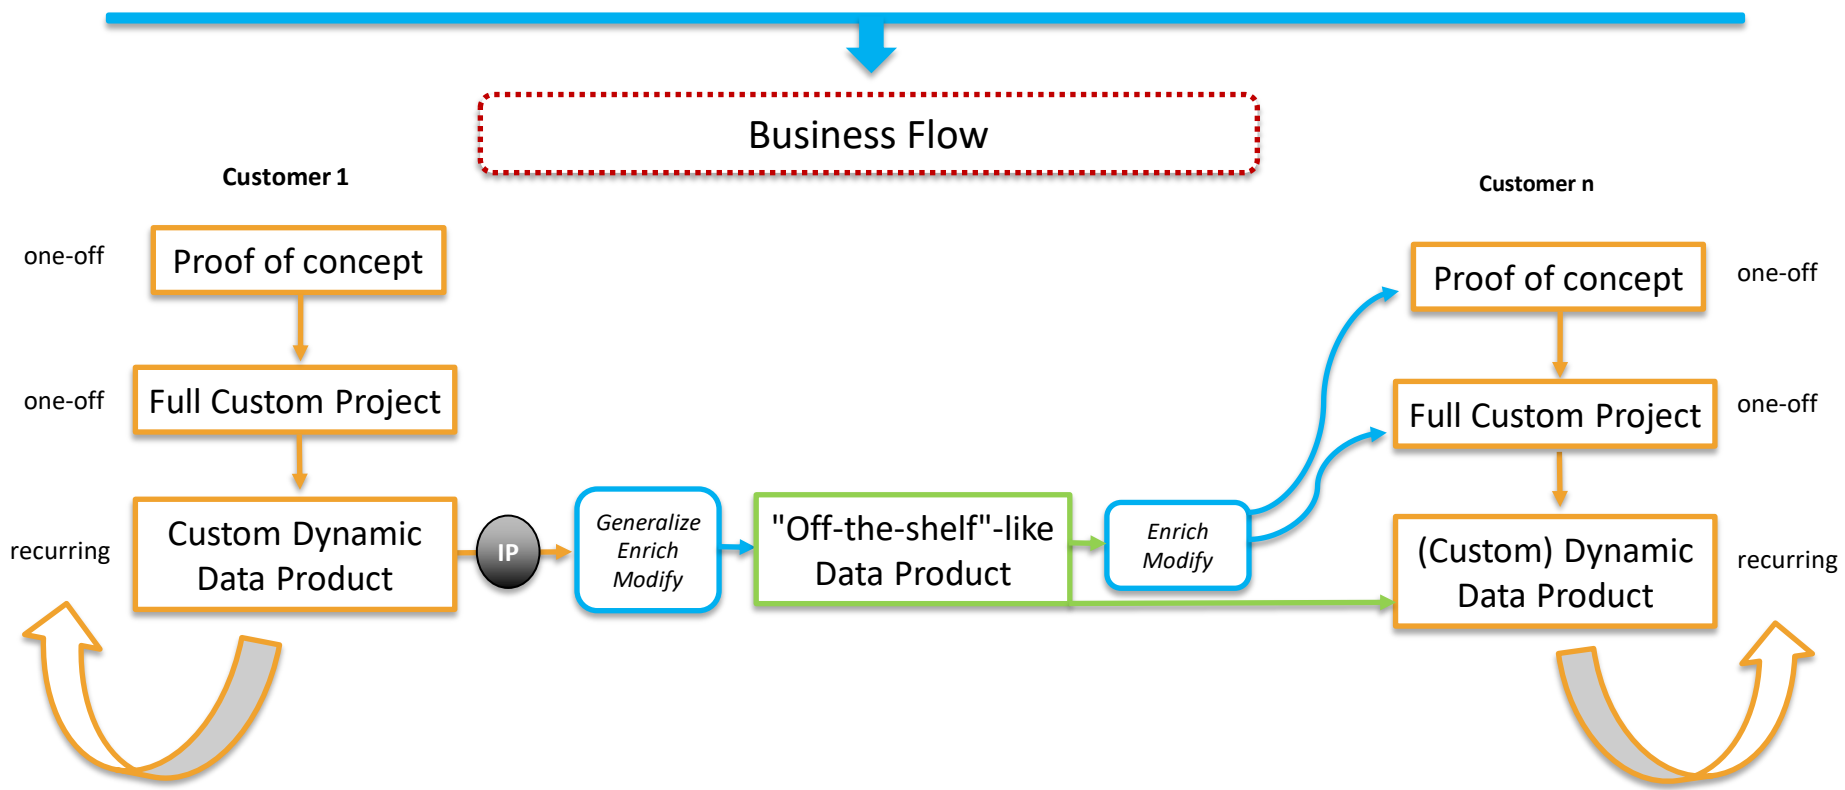 Business Flow
Customer 1
one-off
Proof of concept
one-off
Full Custom Project
recurring
Custom Dynamic
Data Product
IP
Generalize
Enrich
Modify
"Off-the-shelf"-like
Data Product
Enrich
Modify
Customer n
Proof of concept
one-off
Full Custom Project
one-off
(Custom) Dynamic
Data Product
recurring